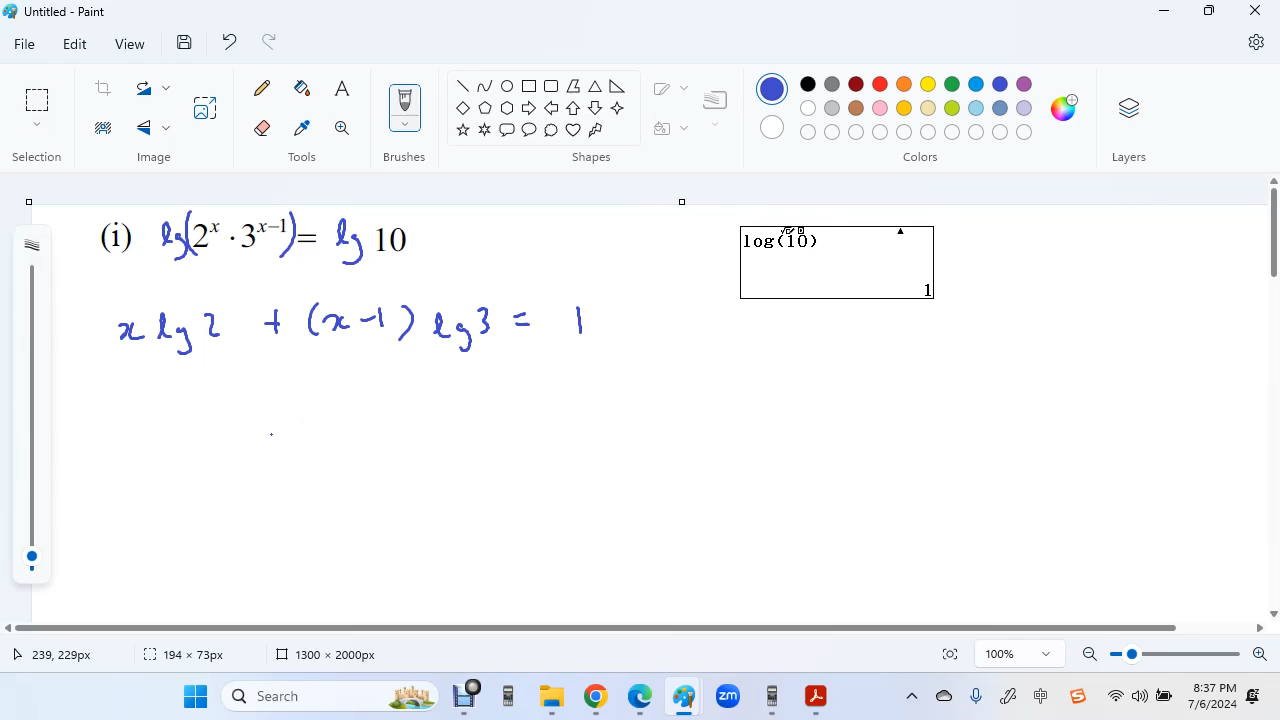 Untitled - Paint
File Edit View
Selection Image Tools Brushes Shapes Colors Layers
(i) lg(2^x · 3^{x−1}) = lg 10
log(10)
1
x lg 2 + (x − 1) lg 3 = 1
239, 229px 194 × 73px 1300 × 2000px 100%
Search
zm
中
8:37 PM
7/6/2024